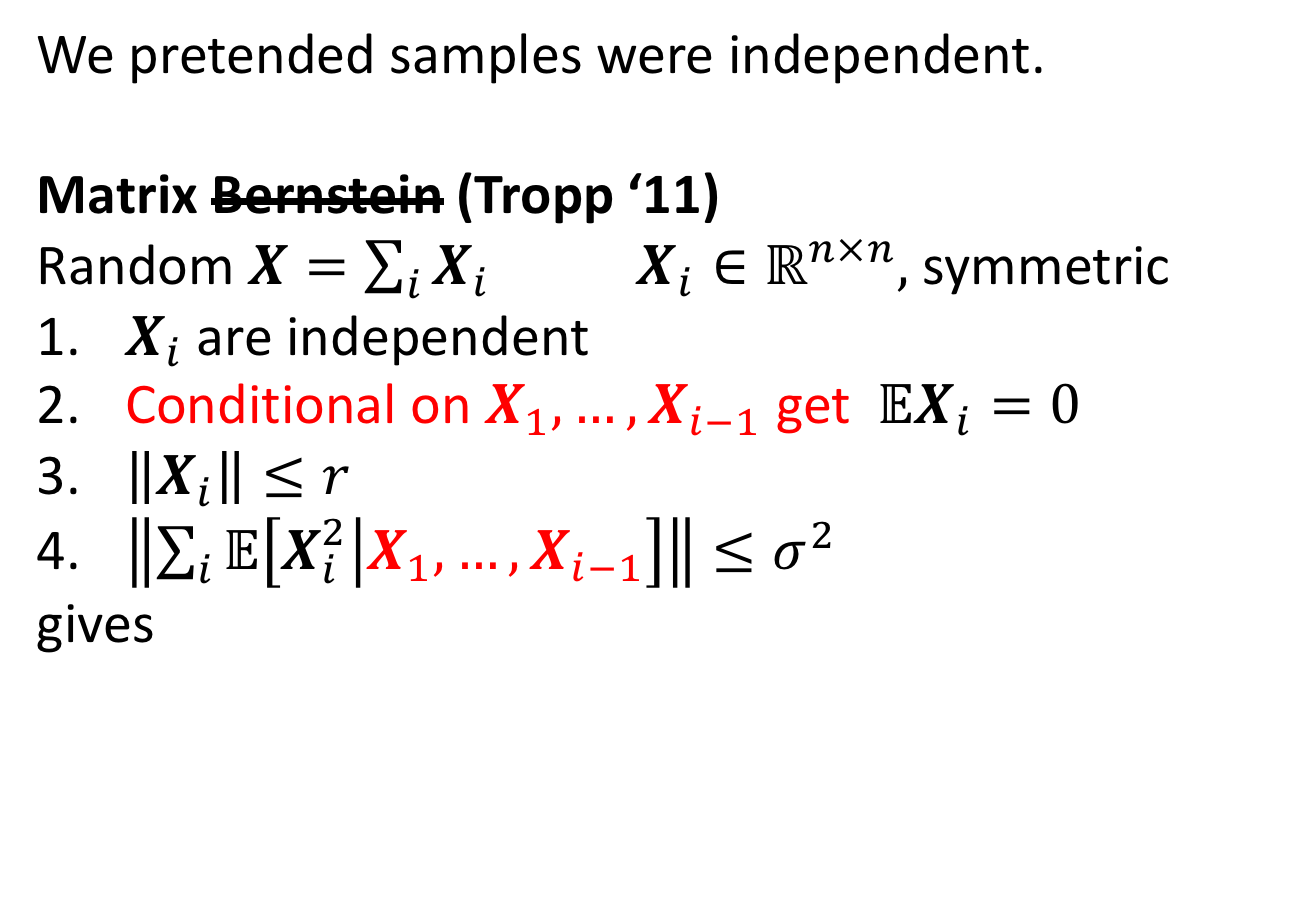 We pretended samples were independent.
Matrix Bernstein (Tropp ‘11)
Random 𝑿 = ∑ᵢ 𝑿ᵢ 𝑿ᵢ ∈ ℝⁿˣⁿ, symmetric
1. 𝑿ᵢ are independent
2. Conditional on 𝑿₁, … , 𝑿ᵢ₋₁ get 𝔼𝑿ᵢ = 0
3. ‖𝑿ᵢ‖ ≤ 𝑟
4. ‖∑ᵢ 𝔼[𝑿ᵢ²|𝑿₁, … , 𝑿ᵢ₋₁]‖ ≤ 𝜎²
gives